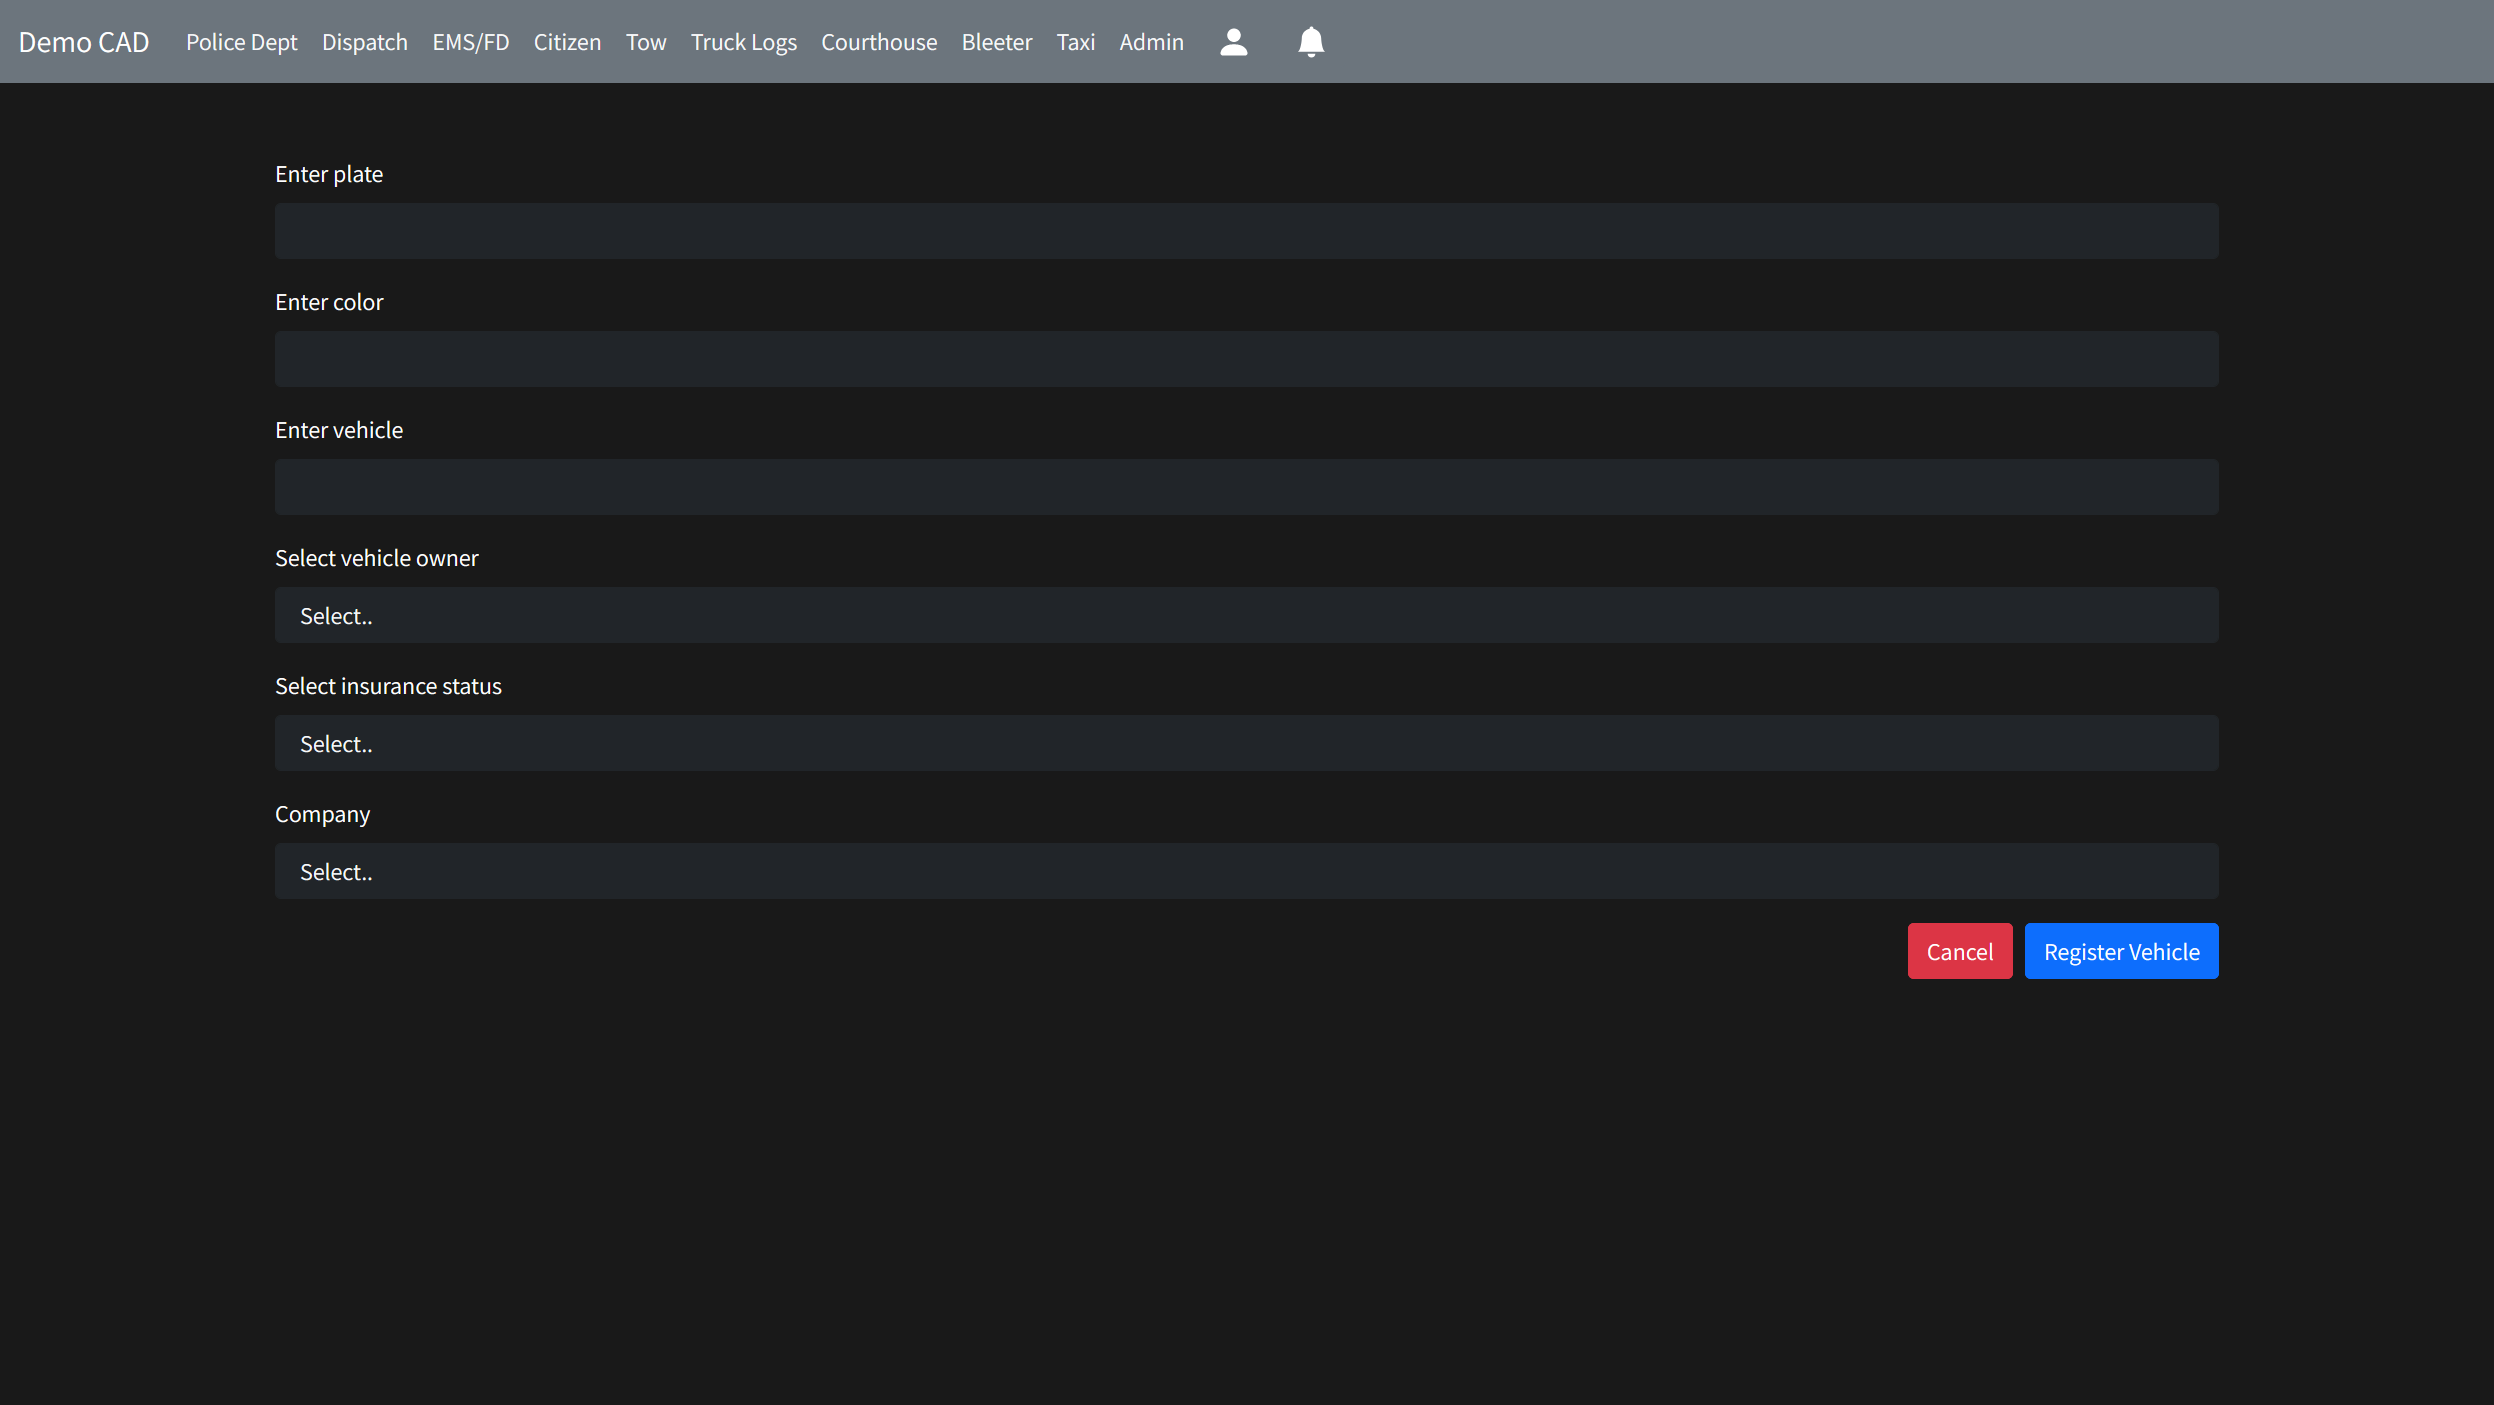 Demo CAD Police Dept Dispatch EMS/FD Citizen Tow Truck Logs Courthouse Bleeter Taxi Admin
Enter plate
Enter color
Enter vehicle
Select vehicle owner
Select..
Select insurance status
Select..
Company
Select..
Cancel Register Vehicle